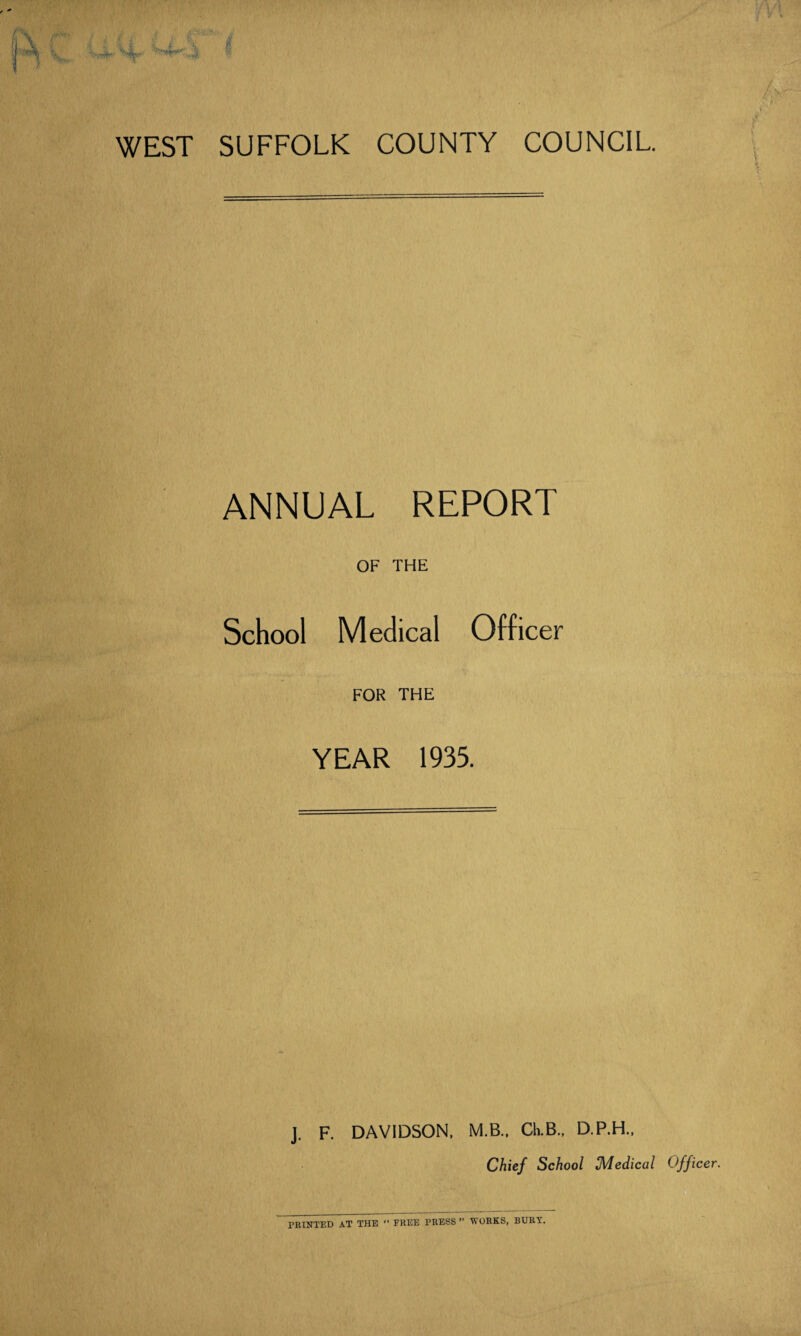 WEST SUFFOLK COUNTY COUNCIL.
ANNUAL REPORT
OF THE
School Medical Officer
FOR THE
YEAR 1935.
J. F. DAVIDSON, M.B., Ch.B., D.P.H.,
Chief School Medical Officer.
PRINTED AT THE “ FREE PRESS ” WORKS, BURY.